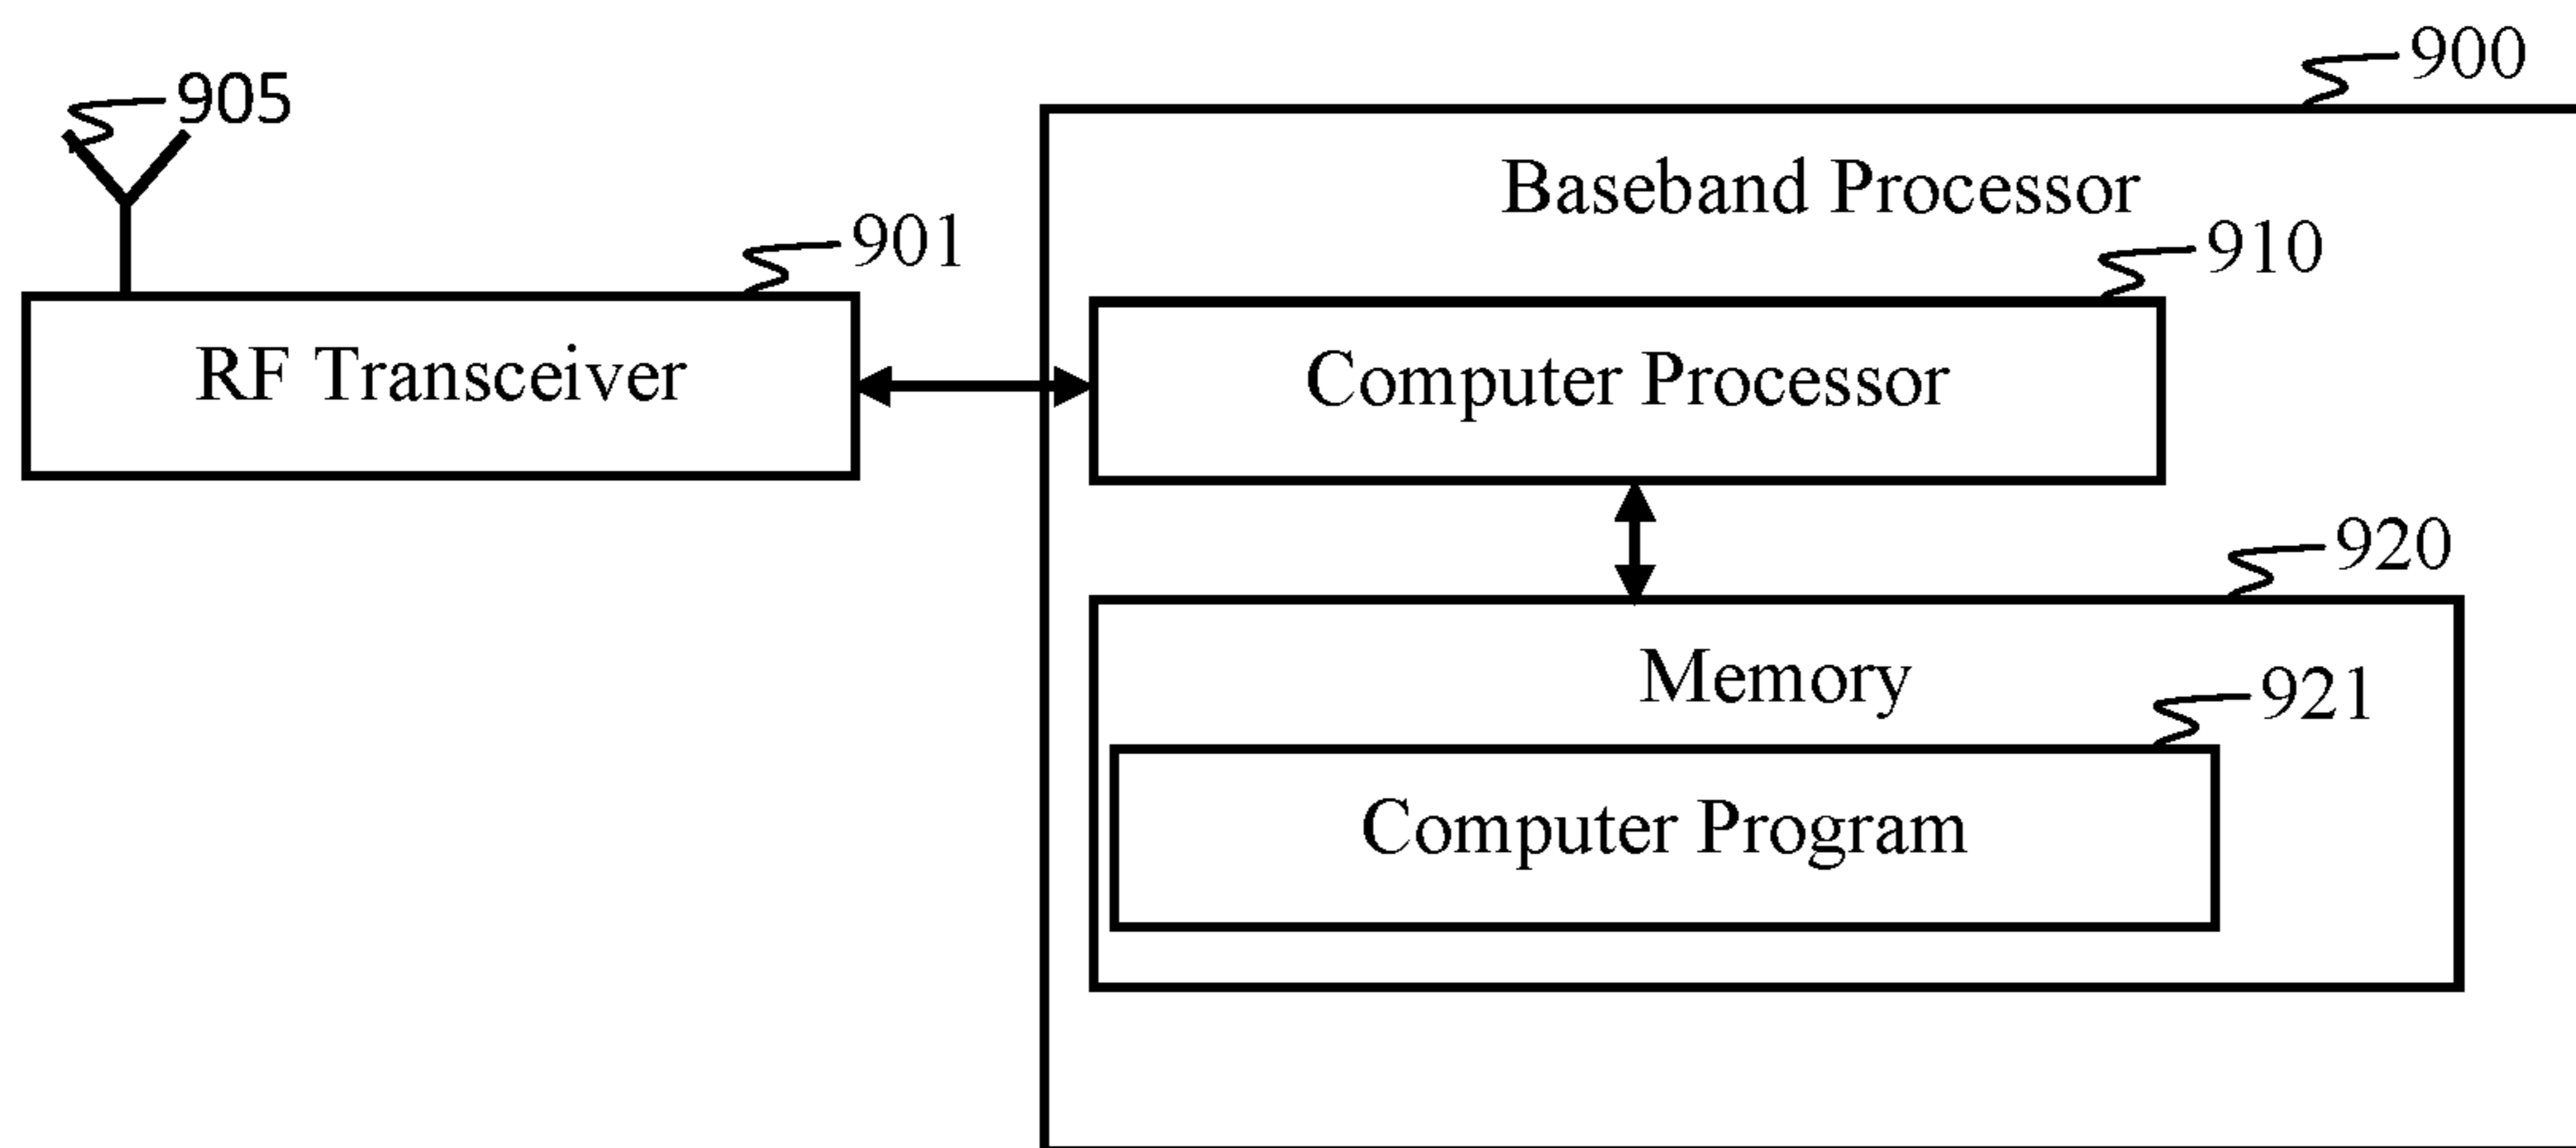 900
905
Baseband Processor
901
910
RF Transceiver
Computer Processor
920
Memory
921
Computer Program